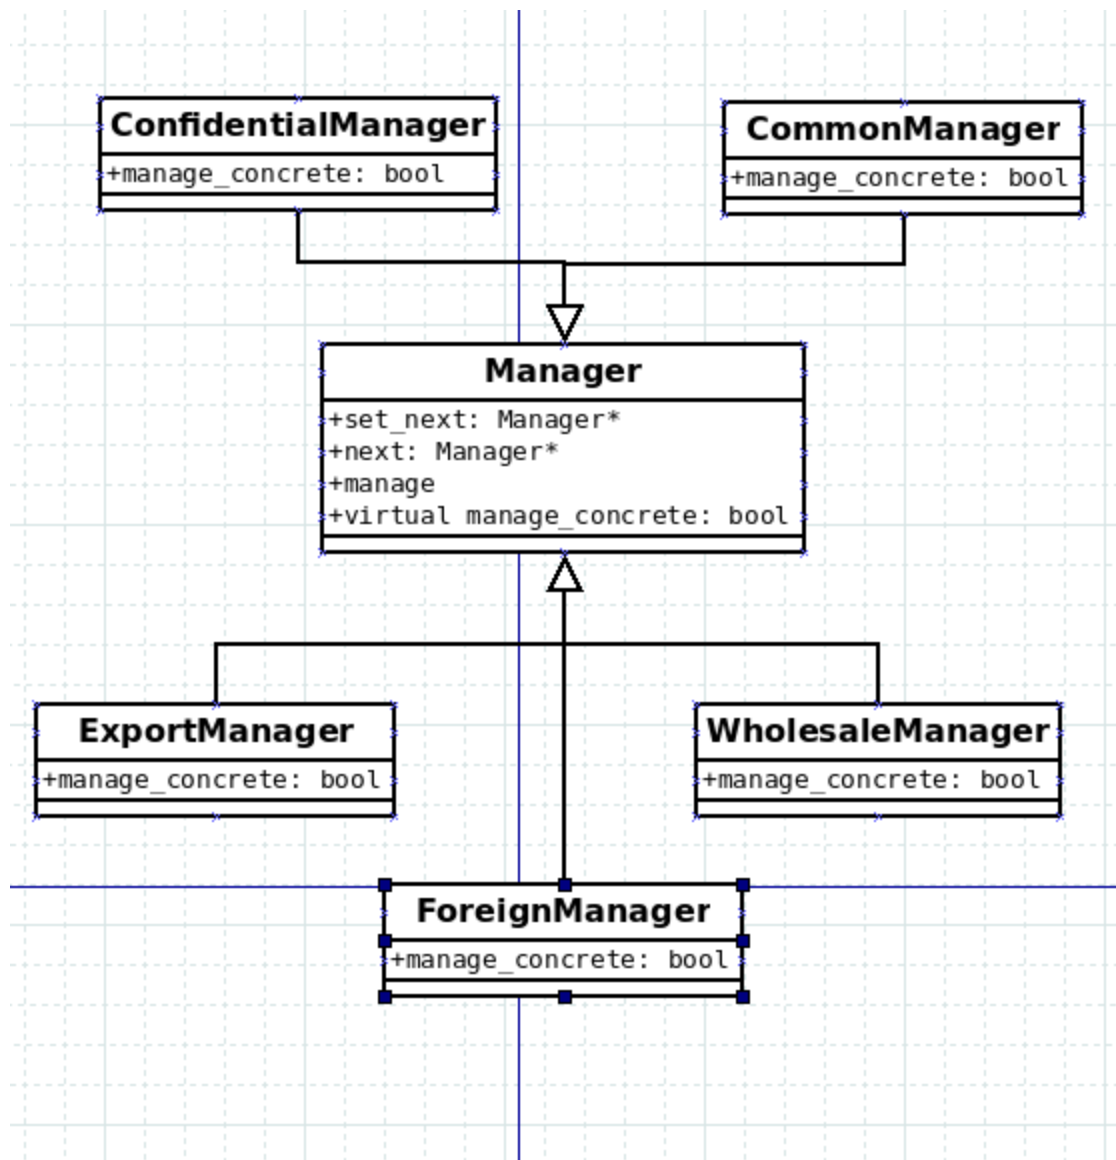 ConfidentialManager
+manage_concrete: bool
CommonManager
+manage_concrete: bool
Manager
+set_next: Manager*
+next: Manager*
+manage
+virtual manage_concrete: bool
ExportManager
+manage_concrete: bool
WholesaleManager
+manage_concrete: bool
ForeignManager
+manage_concrete: bool